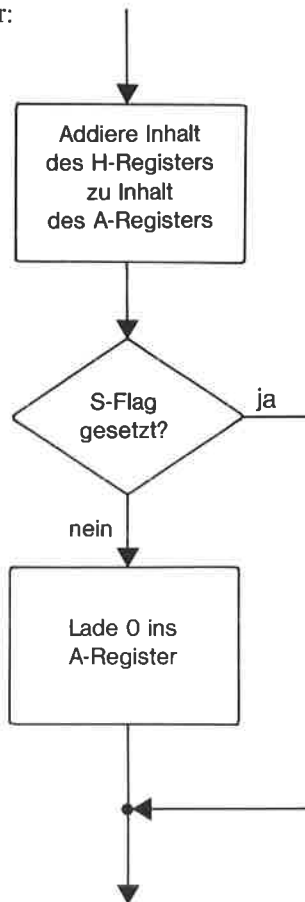 r:
Addiere Inhalt
des H-Registers
zu Inhalt
des A-Registers
S-Flag
gesetzt?
ja
nein
Lade 0 ins
A-Register